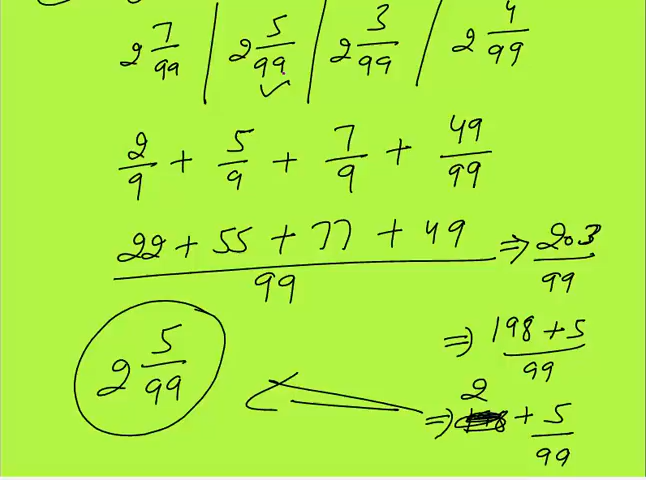 2 7/99 | 2 5/99 ✓ | 2 3/99 / 2 4/99
2/9 + 5/9 + 7/9 + 49/99
(22 + 55 + 77 + 49)/99 ⇒ 203/99
⇒ (198 + 5)/99
⇒ 2 + 5/99
2 5/99